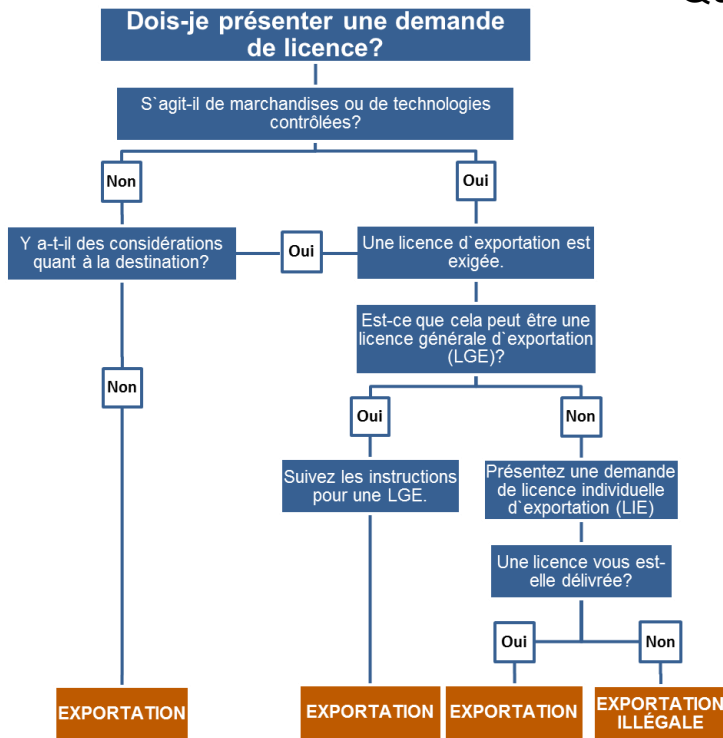 Dois-je présenter une demande
de licence?
S`agit-il de marchandises ou de technologies
contrôlées?
Non
Oui
Y a-t-il des considérations
quant à la destination?
Oui
Une licence d`exportation est
exigée.
Est-ce que cela peut être une
licence générale d`exportation
(LGE)?
Non
Oui
Non
Suivez les instructions
pour une LGE.
Présentez une demande
de licence individuelle
d`exportation (LIE)
Une licence vous est-
elle délivrée?
Oui
Non
EXPORTATION
EXPORTATION
EXPORTATION
EXPORTATION
ILLÉGALE